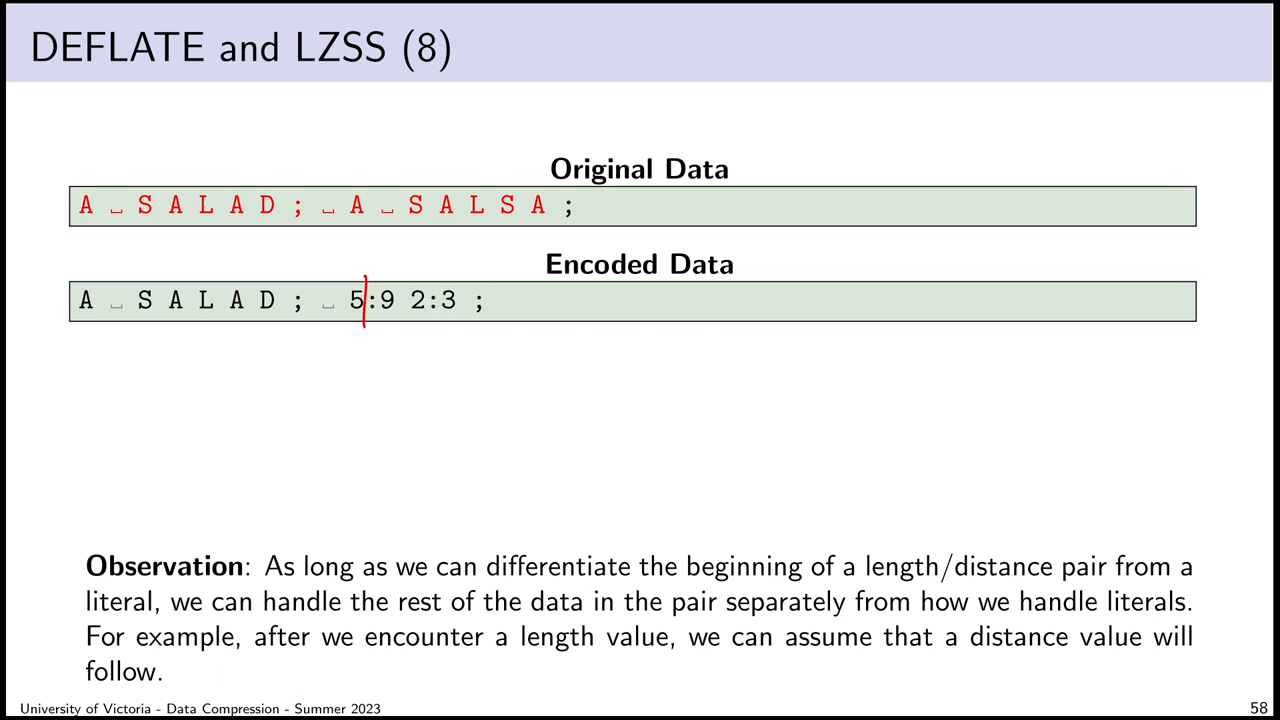 DEFLATE and LZSS (8)
Original Data
A ␣ S A L A D ; ␣ A ␣ S A L S A ;
Encoded Data
A ␣ S A L A D ; ␣ 5:9 2:3 ;
Observation: As long as we can differentiate the beginning of a length/distance pair from a
literal, we can handle the rest of the data in the pair separately from how we handle literals.
For example, after we encounter a length value, we can assume that a distance value will
follow.
University of Victoria - Data Compression - Summer 2023
58